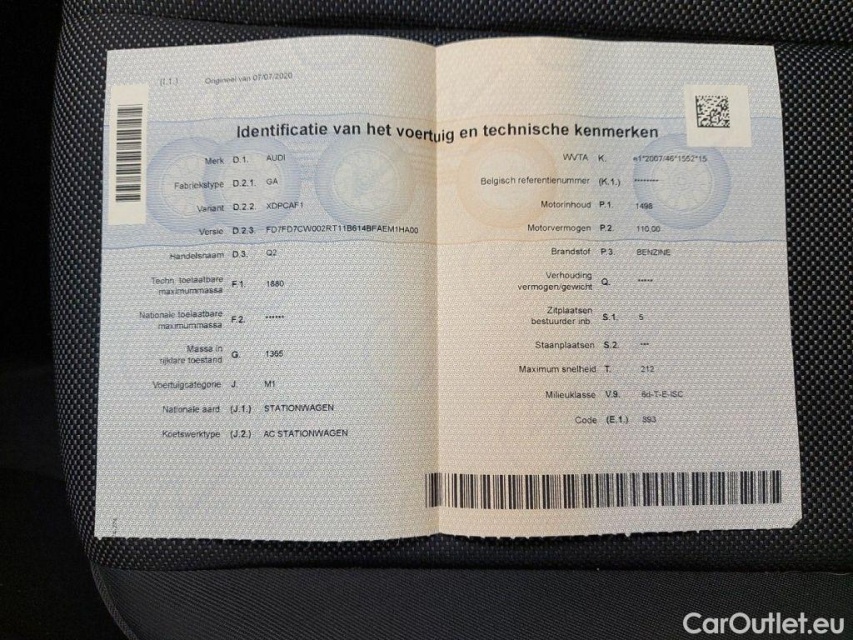 (I.1.) Origineel van 07/07/2020
Identificatie van het voertuig en technische kenmerken
Merk D.1. AUDI
Fabriekstype D.2.1. GA
Variant D.2.2. XDPCAF1
Versie D.2.3. FD7FD7CW002RT11B614BFAEM1HA00
Handelsnaam D.3. Q2
Techn. toelaatbare
maximummassa F.1. 1880
Nationale toelaatbare
maximummassa F.2. ******
Massa in
rijklare toestand G. 1365
Voertuigcategorie J. M1
Nationale aard (J.1.) STATIONWAGEN
Koetswerktype (J.2.) AC STATIONWAGEN
WVTA K. e1*2007/46*1552*15
Belgisch referentienummer (K.1.) ********
Motorinhoud P.1. 1498
Motorvermogen P.2. 110.00
Brandstof P.3. BENZINE
Verhouding
vermogen/gewicht Q. *****
Zitplaatsen
bestuurder inb. S.1. 5
Staanplaatsen S.2. ***
Maximum snelheid T. 212
Milieuklasse V.9. 6d-T-E-ISC
Code (E.1.) 893
CarOutlet.eu